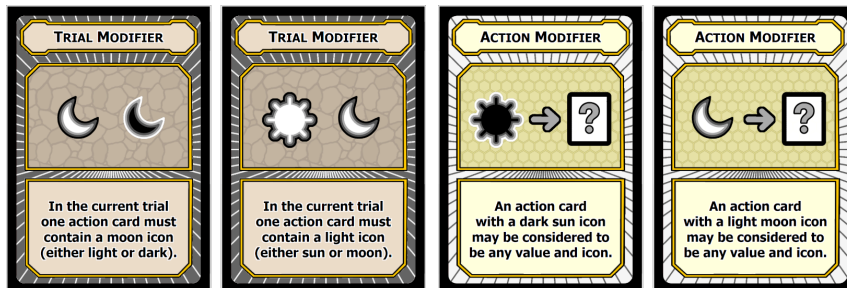 TRIAL MODIFIER
In the current trial
one action card must
contain a moon icon
(either light or dark).
TRIAL MODIFIER
In the current trial
one action card must
contain a light icon
(either sun or moon).
ACTION MODIFIER
?
An action card
with a dark sun icon
may be considered to
be any value and icon.
ACTION MODIFIER
?
An action card
with a light moon icon
may be considered to
be any value and icon.